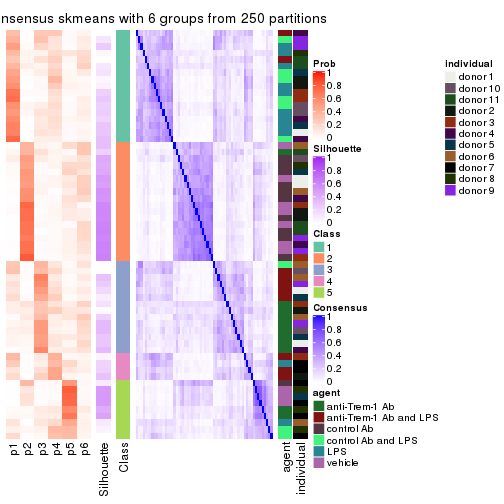 nsensus skmeans with 6 groups from 250 partitions
Prob
1
0.8
0.6
0.4
0.2
0
Silhouette
1
0.8
0.6
0.4
0.2
0
Class
1
2
3
4
5
Consensus
1
0.8
0.6
0.4
0.2
0
agent
anti-Trem-1 Ab
anti-Trem-1 Ab and LPS
control Ab
control Ab and LPS
LPS
vehicle
individual
donor 1
donor 10
donor 11
donor 2
donor 3
donor 4
donor 5
donor 6
donor 7
donor 8
donor 9
p1
p2
p3
p4
p5
p6
Silhouette
Class
agent
individual